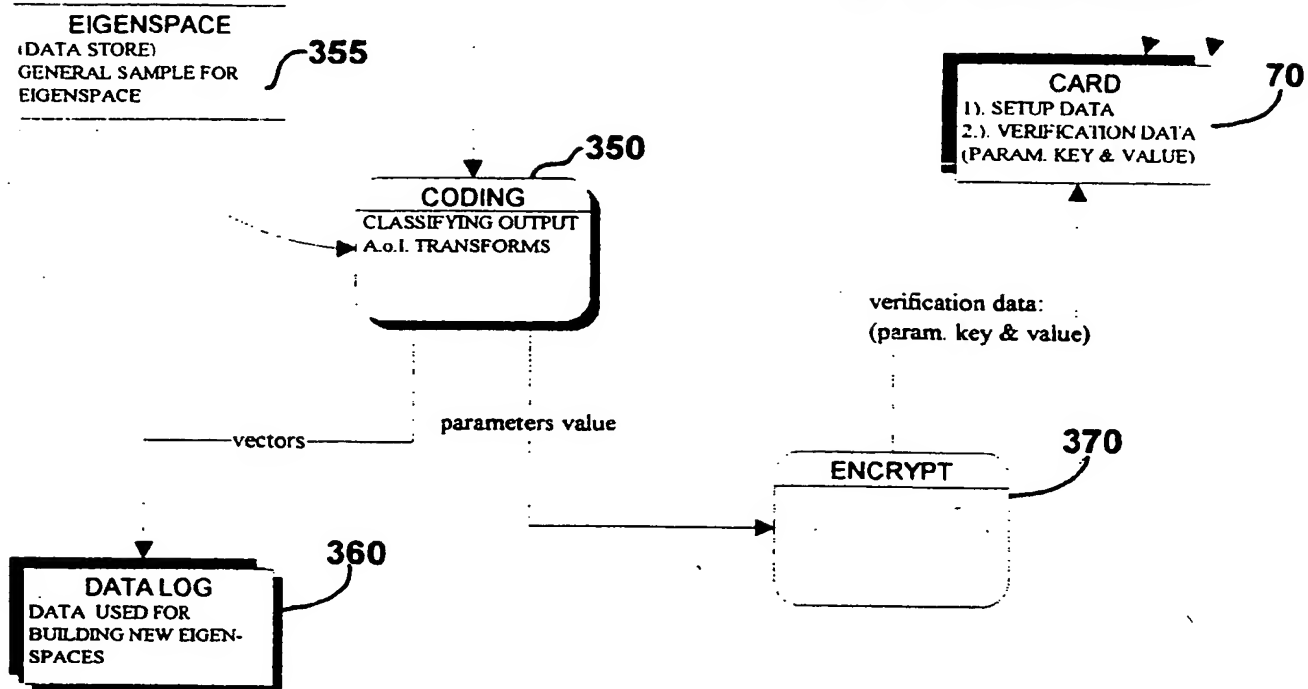 EIGENSPACE
(DATA STORE)
GENERAL SAMPLE FOR
EIGENSPACE
355
CARD
1). SETUP DATA
2.). VERIFICATION DATA
(PARAM. KEY & VALUE)
70
350
CODING
CLASSIFYING OUTPUT
A.o.I. TRANSFORMS
verification data:
(param. key & value)
vectors
parameters value
370
ENCRYPT
360
DATA LOG
DATA USED FOR
BUILDING NEW EIGEN-
SPACES